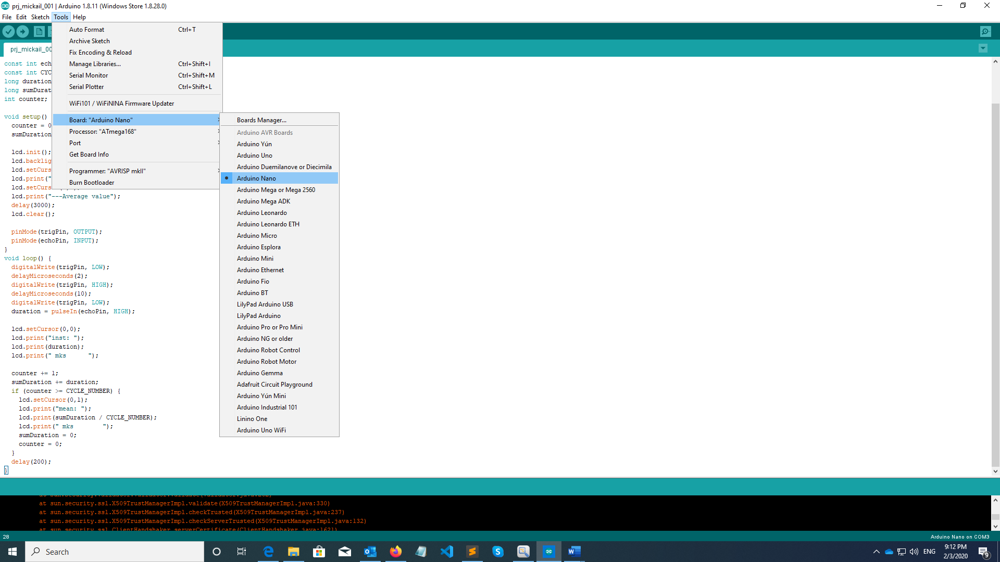 prj_mickail_001 | Arduino 1.8.11 (Windows Store 1.8.28.0)
File Edit Sketch Tools Help
prj_mickail_00
Auto Format Ctrl+T
Archive Sketch
Fix Encoding & Reload
Manage Libraries... Ctrl+Shift+I
Serial Monitor Ctrl+Shift+M
Serial Plotter Ctrl+Shift+L
WiFi101 / WiFiNINA Firmware Updater
Board: "Arduino Nano"
Processor: "ATmega168"
Port
Get Board Info
Programmer: "AVRISP mkII"
Burn Bootloader
Boards Manager...
Arduino AVR Boards
Arduino Yún
Arduino Uno
Arduino Duemilanove or Diecimila
Arduino Nano
Arduino Mega or Mega 2560
Arduino Mega ADK
Arduino Leonardo
Arduino Leonardo ETH
Arduino Micro
Arduino Esplora
Arduino Mini
Arduino Ethernet
Arduino Fio
Arduino BT
LilyPad Arduino USB
LilyPad Arduino
Arduino Pro or Pro Mini
Arduino NG or older
Arduino Robot Control
Arduino Robot Motor
Arduino Gemma
Adafruit Circuit Playground
Arduino Yún Mini
Arduino Industrial 101
Linino One
Arduino Uno WiFi
const int ech
const int CYC
long duration
long sumDurat
int counter;
void setup()
counter = 0
sumDuration
lcd.init();
lcd.backlig
lcd.setCurs
lcd.print("
lcd.setCurs
lcd.print("---Average value");
delay(3000);
lcd.clear();
pinMode(trigPin, OUTPUT);
pinMode(echoPin, INPUT);
}
void loop() {
digitalWrite(trigPin, LOW);
delayMicroseconds(2);
digitalWrite(trigPin, HIGH);
delayMicroseconds(10);
digitalWrite(trigPin, LOW);
duration = pulseIn(echoPin, HIGH);
lcd.setCursor(0,0);
lcd.print("inst: ");
lcd.print(duration);
lcd.print(" mks      ");
counter += 1;
sumDuration += duration;
if (counter >= CYCLE_NUMBER) {
lcd.setCursor(0,1);
lcd.print("mean: ");
lcd.print(sumDuration / CYCLE_NUMBER);
lcd.print(" mks        ");
sumDuration = 0;
counter = 0;
}
delay(200);
}
at sun.security.ssl.X509TrustManagerImpl.validate(X509TrustManagerImpl.java:330)
at sun.security.ssl.X509TrustManagerImpl.checkTrusted(X509TrustManagerImpl.java:237)
at sun.security.ssl.X509TrustManagerImpl.checkServerTrusted(X509TrustManagerImpl.java:132)
at sun.security.ssl.ClientHandshaker.serverCertificate(ClientHandshaker.java:1621)
28 Arduino Nano on COM3
Search
ENG
9:12 PM
2/3/2020
9